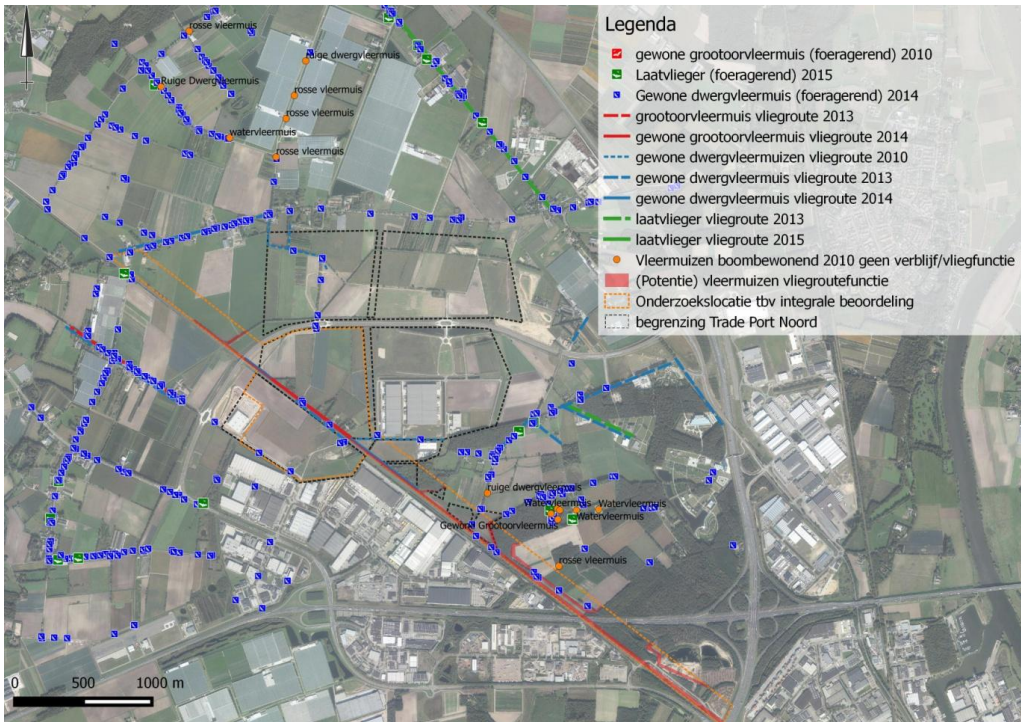 Legenda
gewone grootoorvleermuis (foeragerend) 2010
Laatvlieger (foeragerend) 2015
Gewone dwergvleermuis (foeragerend) 2014
grootoorvleermuis vliegroute 2013
gewone grootoorvleermuis vliegroute 2014
gewone dwergvleermuizen vliegroute 2010
gewone dwergvleermuis vliegroute 2013
gewone dwergvleermuis vliegroute 2014
laatvlieger vliegroute 2013
laatvlieger vliegroute 2015
Vleermuizen boombewonend 2010 geen verblijf/vliegfunctie
(Potentie) vleermuizen vliegroutefunctie
Onderzoekslocatie tbv integrale beoordeling
begrenzing Trade Port Noord
rosse vleermuis
ruige dwergvleermuis
Ruige Dwergvleermuis
rosse vleermuis
rosse vleermuis
watervleermuis
rosse vleermuis
ruige dwergvleermuis
Watervleermuis
Watervleermuis
Watervleermuis
Gewone Grootoorvleermuis
rosse vleermuis
0 500 1000 m